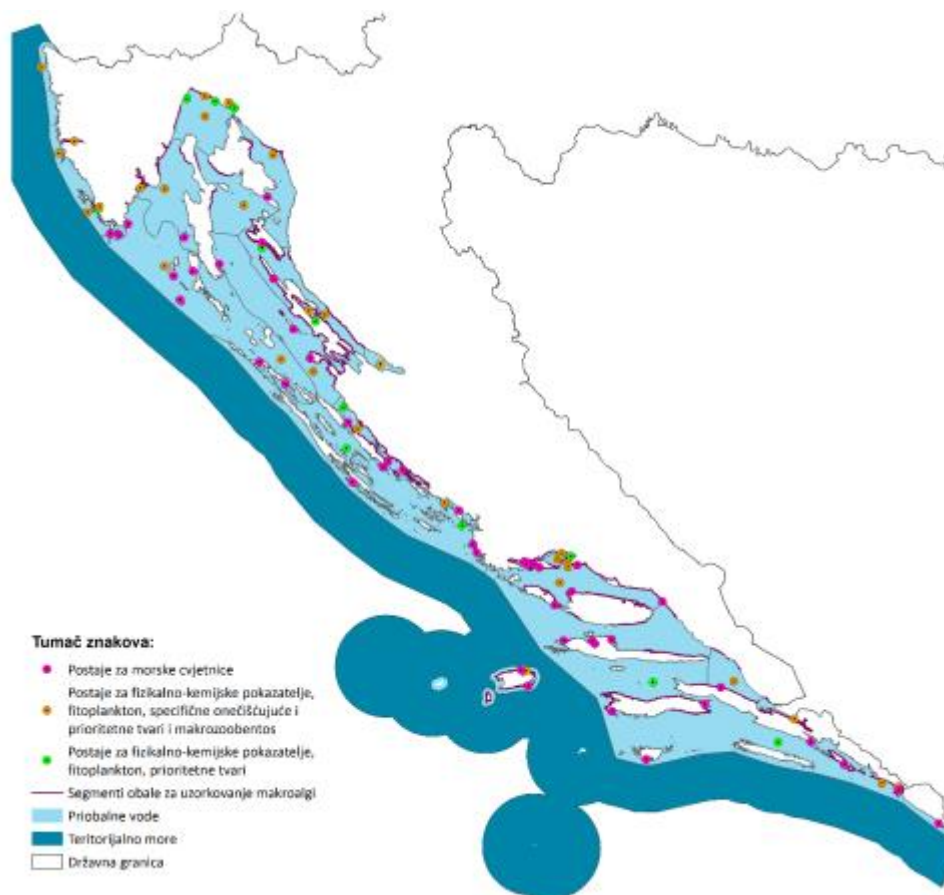 Tumač znakova:
Postaje za morske cvjetnice
Postaje za fizikalno-kemijske pokazatelje,
fitoplankton, specifične onečišćujuće i
prioritetne tvari i makrozoobentos
Postaje za fizikalno-kemijske pokazatelje,
fitoplankton, prioritetne tvari
Segmenti obale za uzorkovanje makroalgi
Priobalne vode
Teritorijalno more
Državna granica